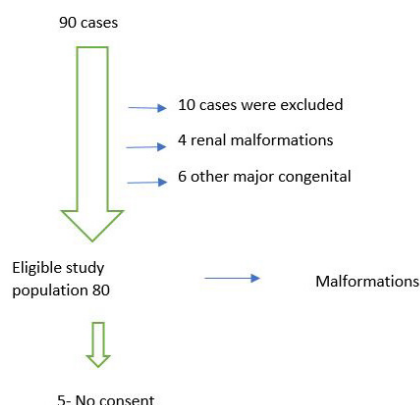 90 cases
10 cases were excluded
4 renal malformations
6 other major congenital
Eligible study
population 80
Malformations
5- No consent